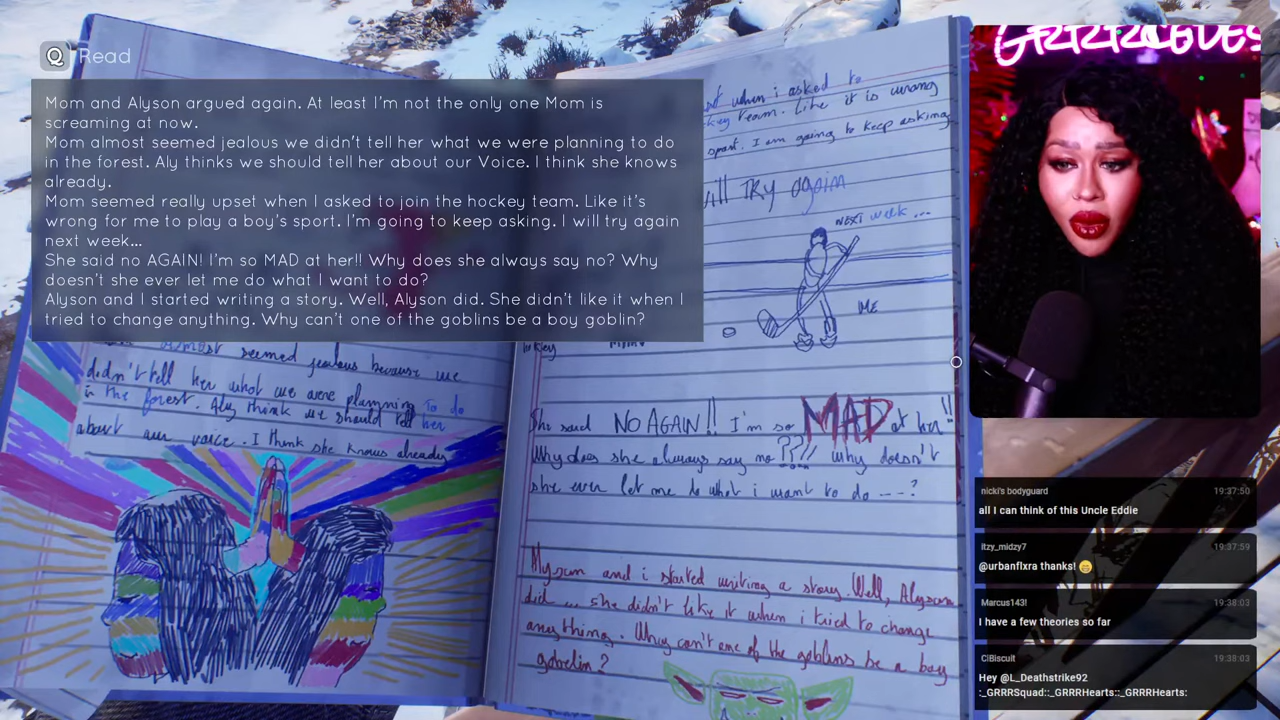 GRRRCODES
Q Read
Mom and Alyson argued again. At least I'm not the only one Mom is
screaming at now.
Mom almost seemed jealous we didn't tell her what we were planning to do
in the forest. Aly thinks we should tell her about our Voice. I think she knows
already.
Mom seemed really upset when I asked to join the hockey team. Like it's
wrong for me to play a boy's sport. I'm going to keep asking. I will try again
next week...
She said no AGAIN! I'm so MAD at her!! Why does she always say no? Why
doesn't she ever let me do what I want to do?
Alyson and I started writing a story. Well, Alyson did. She didn't like it when I
tried to change anything. Why can't one of the goblins be a boy goblin?
almost seemed jealous because we
didn't tell her what we were planning to do
in the forest. Aly think we should tell her
about our voice. I think she knows already
when i asked to
key team. Like it is wrong
sport. I am going to keep asking
will TRY again
NEXT week ...
ME
She said NO AGAIN!! I'm so MAD at her!!
Why does she always say no ???// why doesn't
she ever let me do what i want to do ---?
Alyson and i started writing a story. Well, Alyson
did ... she didn't like it when i tried to change
anything. Why can't one of the goblins be a boy
gobelin?
nicki's bodyguard 19:37:50
all I can think of this Uncle Eddie
itzy_midzy7 19:37:59
@urbanflxra thanks! 😊
Marcus143! 19:38:03
I have a few theories so far
C!Biscuit 19:38:03
Hey @L_Deathstrike92
:_GRRRSquad::_GRRRHearts::_GRRRHearts: